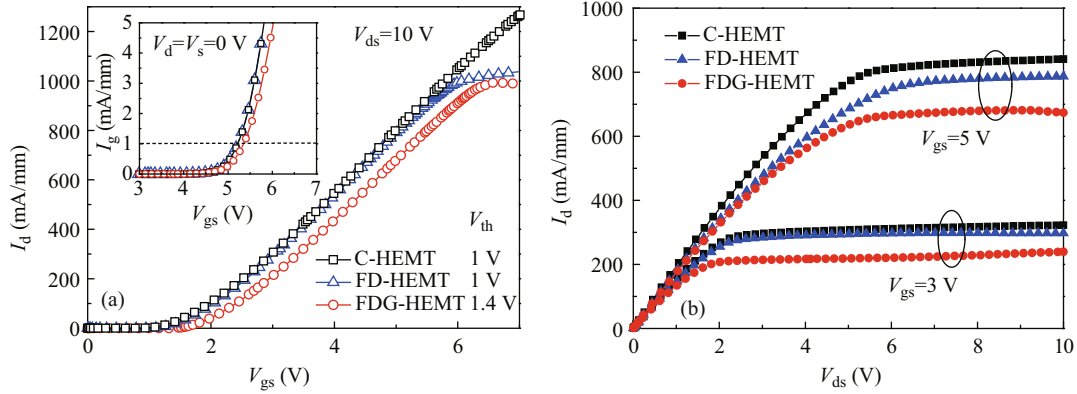 5
4
3
2
1
0
I_g (mA/mm)
V_d=V_s=0 V
3 4 5 6 7
V_gs (V)
V_ds=10 V
1200
1000
800
600
400
200
0
I_d (mA/mm)
V_th
C-HEMT 1 V
FD-HEMT 1 V
FDG-HEMT 1.4 V
(a)
0 2 4 6
V_gs (V)
1000
800
600
400
200
0
I_d (mA/mm)
C-HEMT
FD-HEMT
FDG-HEMT
V_gs=5 V
V_gs=3 V
(b)
0 2 4 6 8 10
V_ds (V)